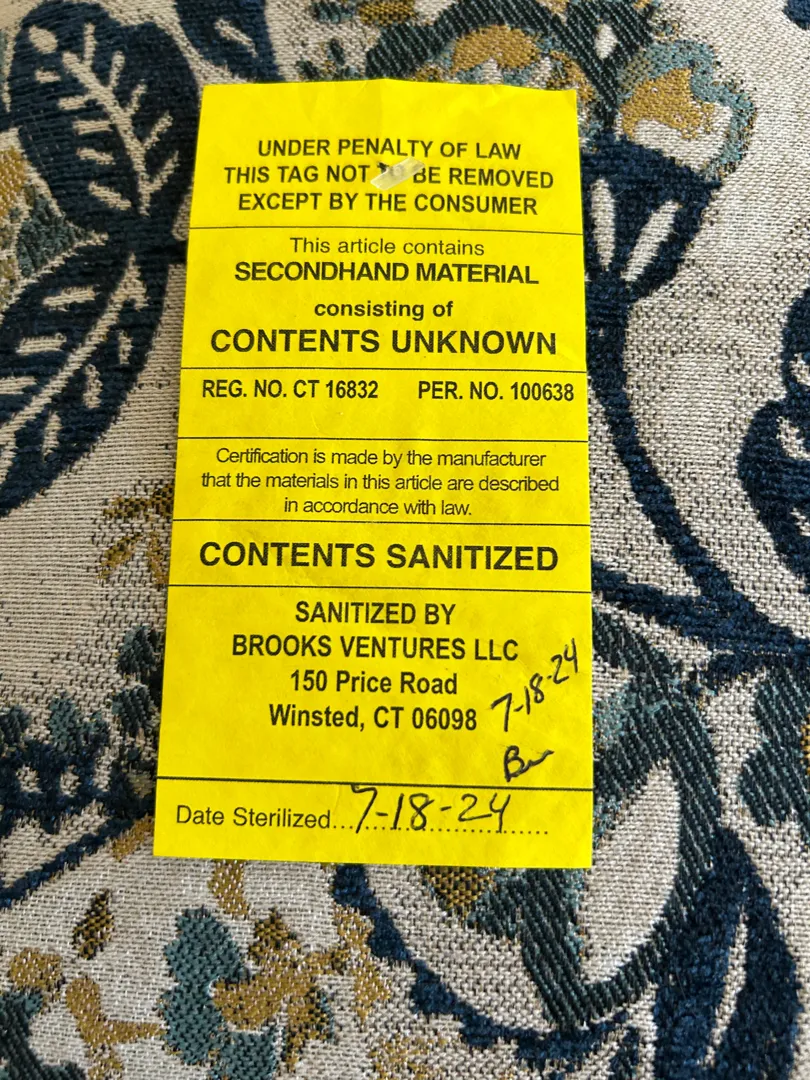 UNDER PENALTY OF LAW
THIS TAG NOT TO BE REMOVED
EXCEPT BY THE CONSUMER
This article contains
SECONDHAND MATERIAL
consisting of
CONTENTS UNKNOWN
REG. NO. CT 16832 PER. NO. 100638
Certification is made by the manufacturer
that the materials in this article are described
in accordance with law.
CONTENTS SANITIZED
SANITIZED BY
BROOKS VENTURES LLC
150 Price Road
Winsted, CT 06098
7-18-24
Date Sterilized...7-18-24